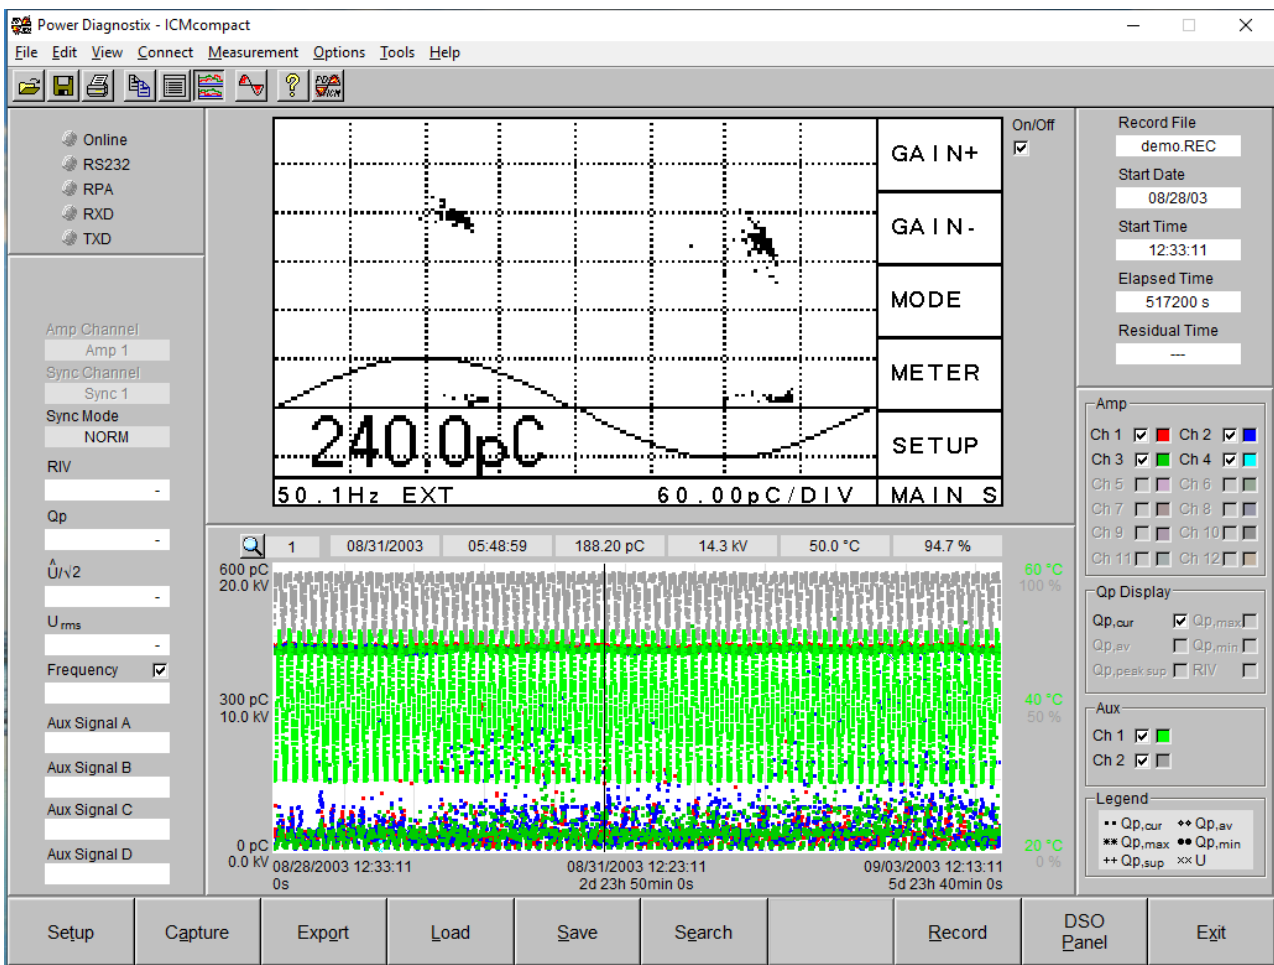 Power Diagnostix - ICMcompact
File Edit View Connect Measurement Options Tools Help
Online
RS232
RPA
RXD
TXD
Amp Channel
Amp 1
Sync Channel
Sync 1
Sync Mode
NORM
RIV
-
Qp
-
Û/√2
-
U rms
-
Frequency
Aux Signal A
Aux Signal B
Aux Signal C
Aux Signal D
GAIN+
GAIN-
MODE
METER
SETUP
240.0pC
50.1Hz EXT 60.00pC/DIV MAIN S
On/Off
Record File
demo.REC
Start Date
08/28/03
Start Time
12:33:11
Elapsed Time
517200 s
Residual Time
---
Amp
Ch 1 Ch 2
Ch 3 Ch 4
Ch 5 Ch 6
Ch 7 Ch 8
Ch 9 Ch 10
Ch 11 Ch 12
Qp Display
Qp,cur Qp,max
Qp,av Qp,min
Qp,peak sup RIV
Aux
Ch 1
Ch 2
Legend
Qp,cur Qp,av
Qp,max Qp,min
++ Qp,sup ×× U
1 08/31/2003 05:48:59 188.20 pC 14.3 kV 50.0 °C 94.7 %
600 pC 60 °C
20.0 kV 100 %
300 pC 40 °C
10.0 kV 50 %
0 pC 20 °C
0.0 kV 0 %
08/28/2003 12:33:11 08/31/2003 12:23:11 09/03/2003 12:13:11
0s 2d 23h 50min 0s 5d 23h 40min 0s
Setup Capture Export Load Save Search Record DSO Panel Exit